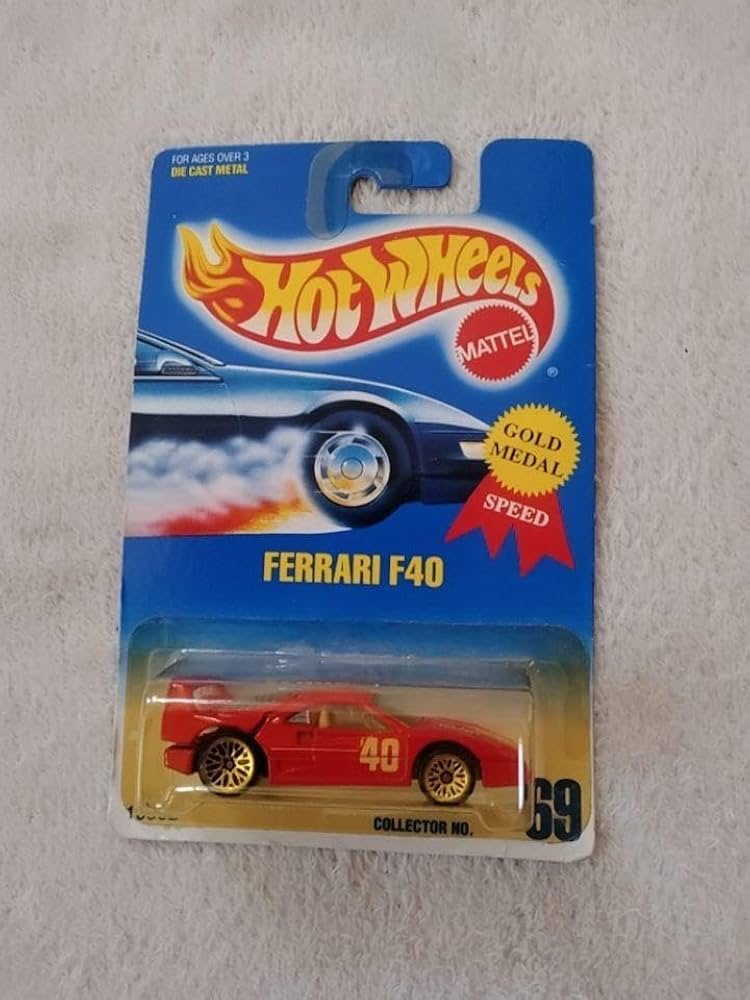 FOR AGES OVER 3
DIE CAST METAL
HOT WHEELS
MATTEL
®
GOLD
MEDAL
SPEED
FERRARI F40
40
COLLECTOR NO.
69